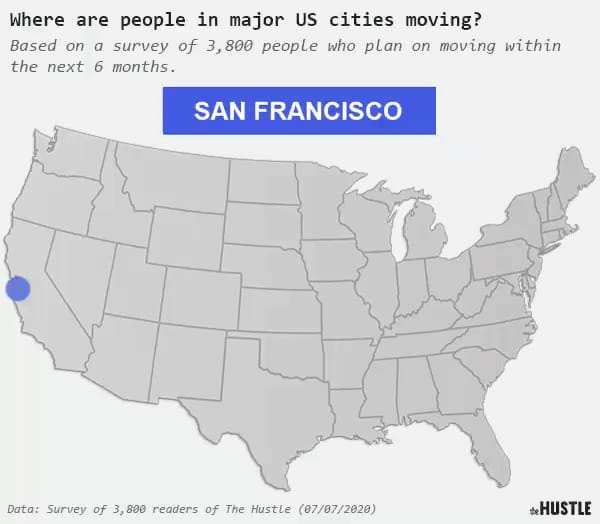 Where are people in major US cities moving?
Based on a survey of 3,800 people who plan on moving within
the next 6 months.
SAN FRANCISCO
Data: Survey of 3,800 readers of The Hustle (07/07/2020)
the HUSTLE